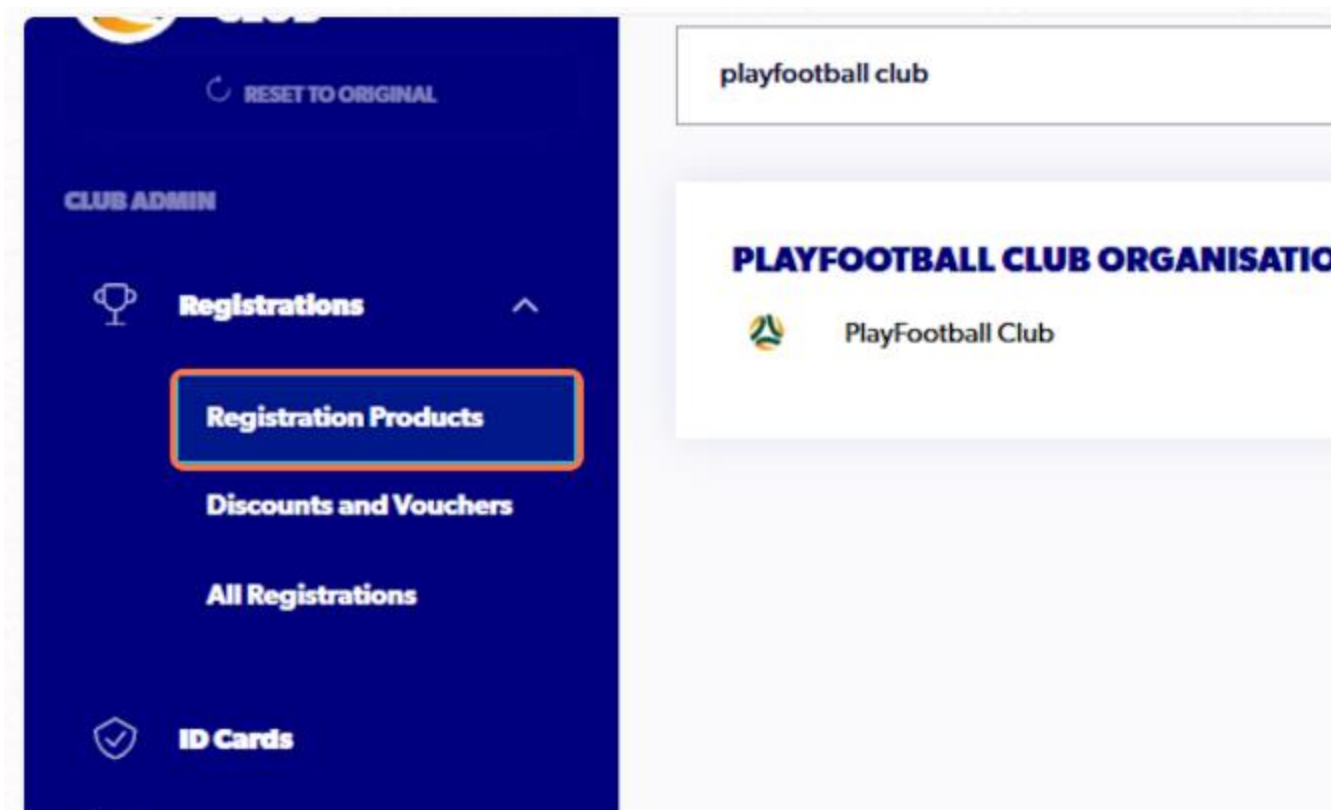 RESET TO ORIGINAL
CLUB ADMIN
Registrations
Registration Products
Discounts and Vouchers
All Registrations
ID Cards
playfootball club
PLAYFOOTBALL CLUB ORGANISATIO
PlayFootball Club